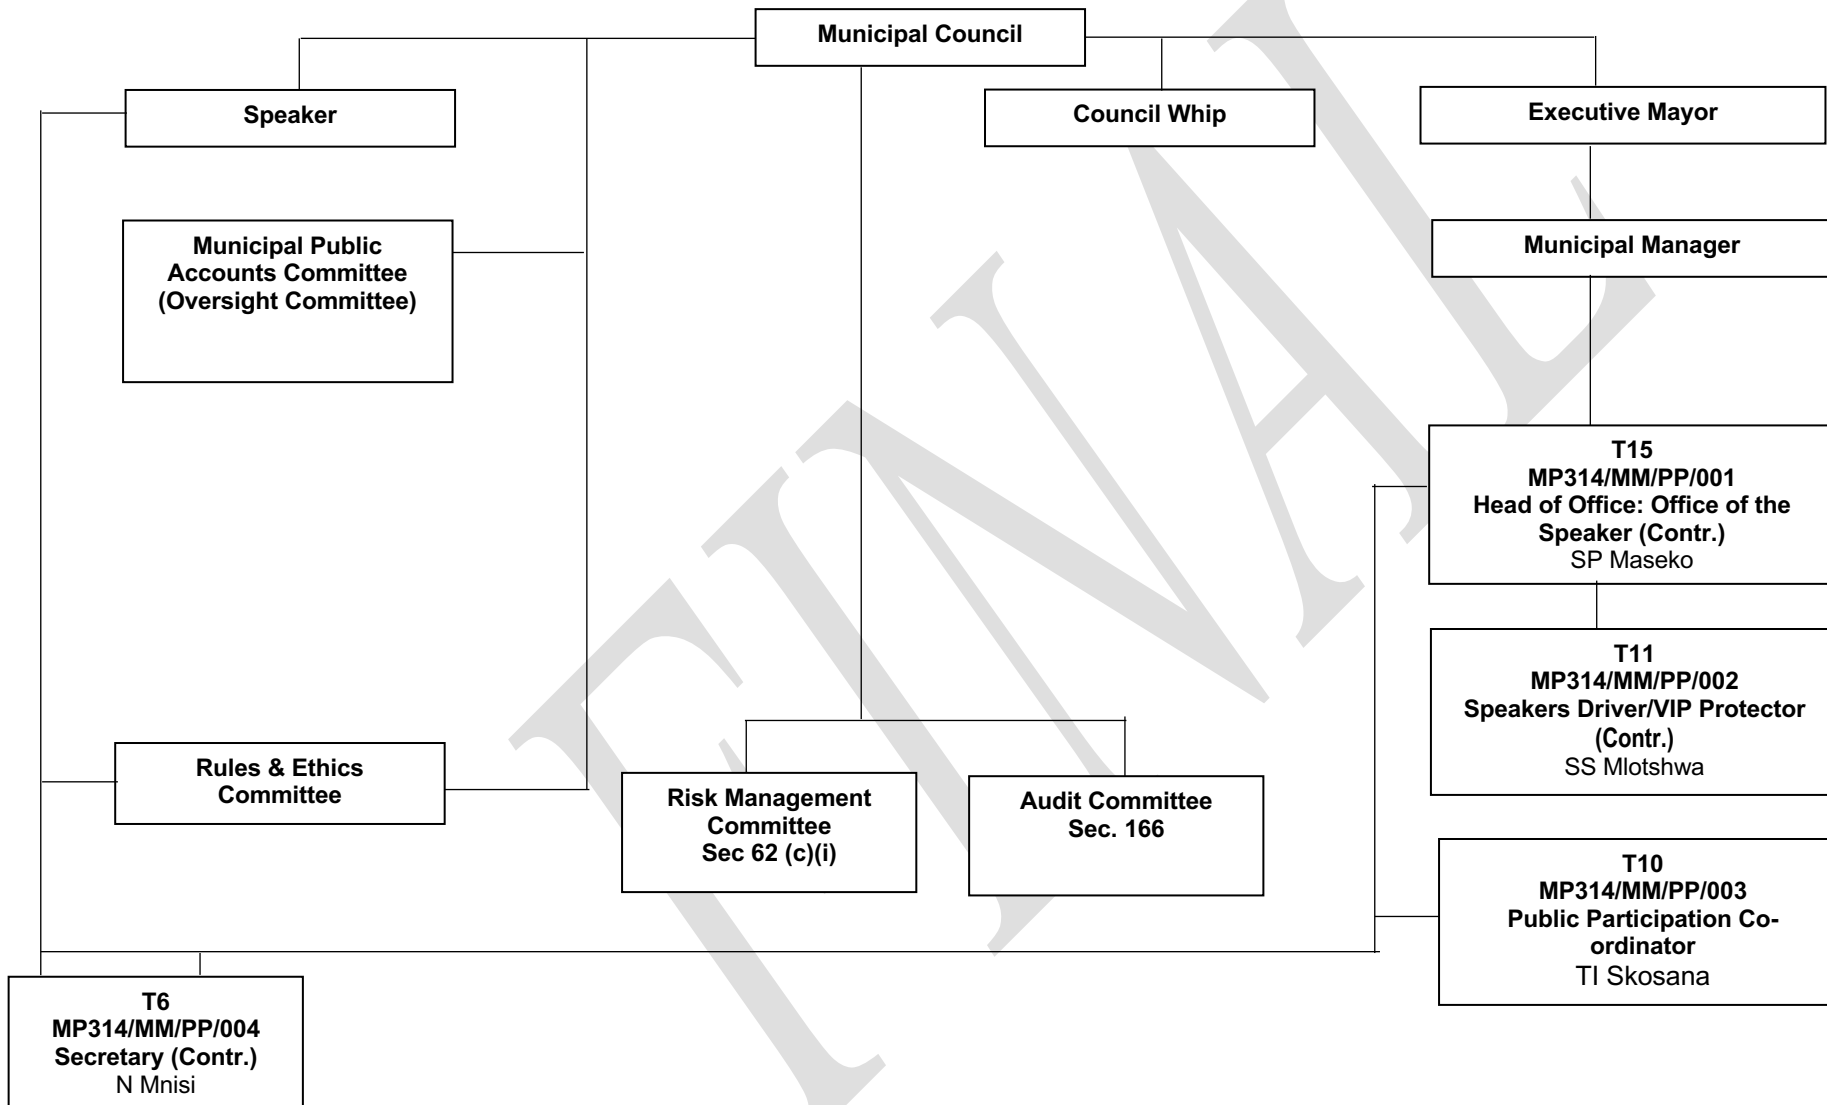 Municipal Council
Speaker
Council Whip
Executive Mayor
Municipal Public
Accounts Committee
(Oversight Committee)
Municipal Manager
T15
MP314/MM/PP/001
Head of Office: Office of the
Speaker (Contr.)
SP Maseko
T11
MP314/MM/PP/002
Speakers Driver/VIP Protector
(Contr.)
SS Mlotshwa
Rules & Ethics
Committee
Risk Management
Committee
Sec 62 (c)(i)
Audit Committee
Sec. 166
T10
MP314/MM/PP/003
Public Participation Co-
ordinator
TI Skosana
T6
MP314/MM/PP/004
Secretary (Contr.)
N Mnisi
FINAL